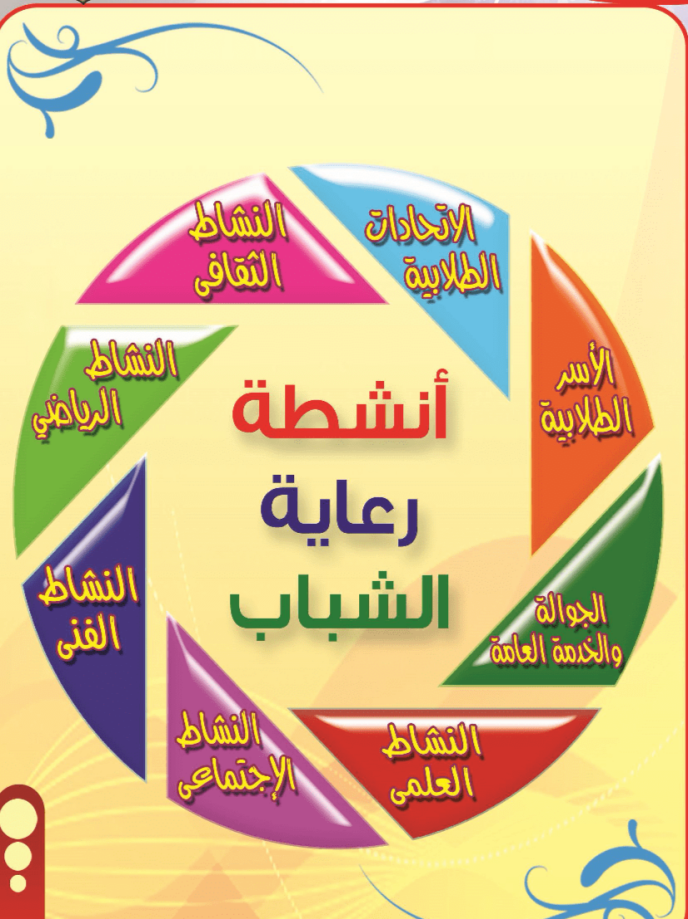 أنشطة
رعاية
الشباب
الاتحادات
الطلابية
الأسر
الطلابية
الجوالة
والخدمة العامة
النشاط
العلمى
النشاط
الإجتماعى
النشاط
الفنى
النشاط
الرياضي
النشاط
الثقافى